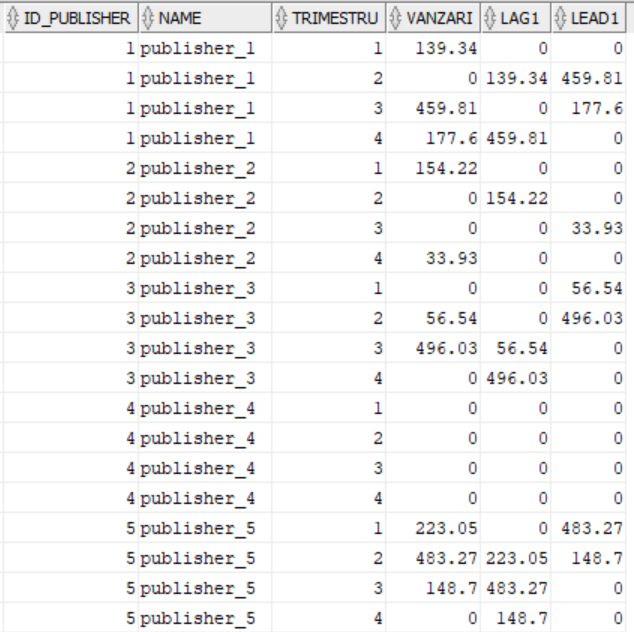 ID_PUBLISHER NAME TRIMESTRU VANZARI LAG1 LEAD1
1 publisher_1 1 139.34 0 0
1 publisher_1 2 0 139.34 459.81
1 publisher_1 3 459.81 0 177.6
1 publisher_1 4 177.6 459.81 0
2 publisher_2 1 154.22 0 0
2 publisher_2 2 0 154.22 0
2 publisher_2 3 0 0 33.93
2 publisher_2 4 33.93 0 0
3 publisher_3 1 0 0 56.54
3 publisher_3 2 56.54 0 496.03
3 publisher_3 3 496.03 56.54 0
3 publisher_3 4 0 496.03 0
4 publisher_4 1 0 0 0
4 publisher_4 2 0 0 0
4 publisher_4 3 0 0 0
4 publisher_4 4 0 0 0
5 publisher_5 1 223.05 0 483.27
5 publisher_5 2 483.27 223.05 148.7
5 publisher_5 3 148.7 483.27 0
5 publisher_5 4 0 148.7 0